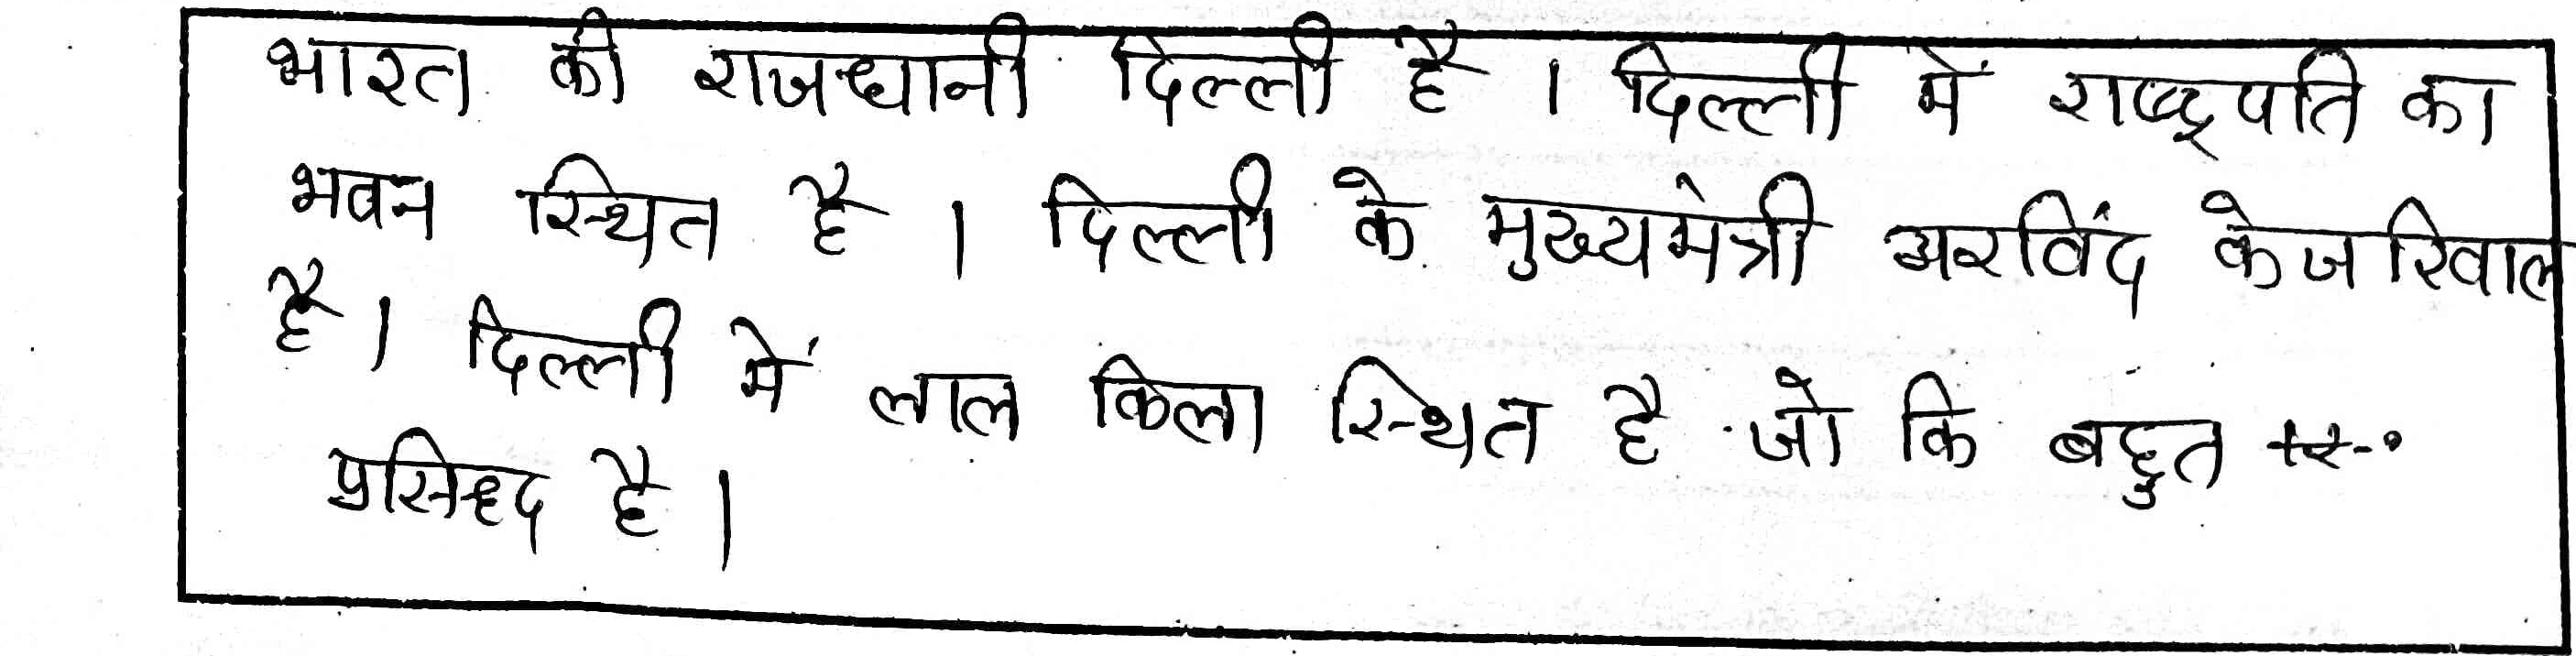 भारत की राजधानी दिल्ली है । दिल्ली में राष्ट्रपति का
भवन स्थित है । दिल्ली के मुख्यमंत्री अरविंद केजरिवाल
है । दिल्ली में लाल किला स्थित है जो कि बहुत
प्रसिध्द है ।